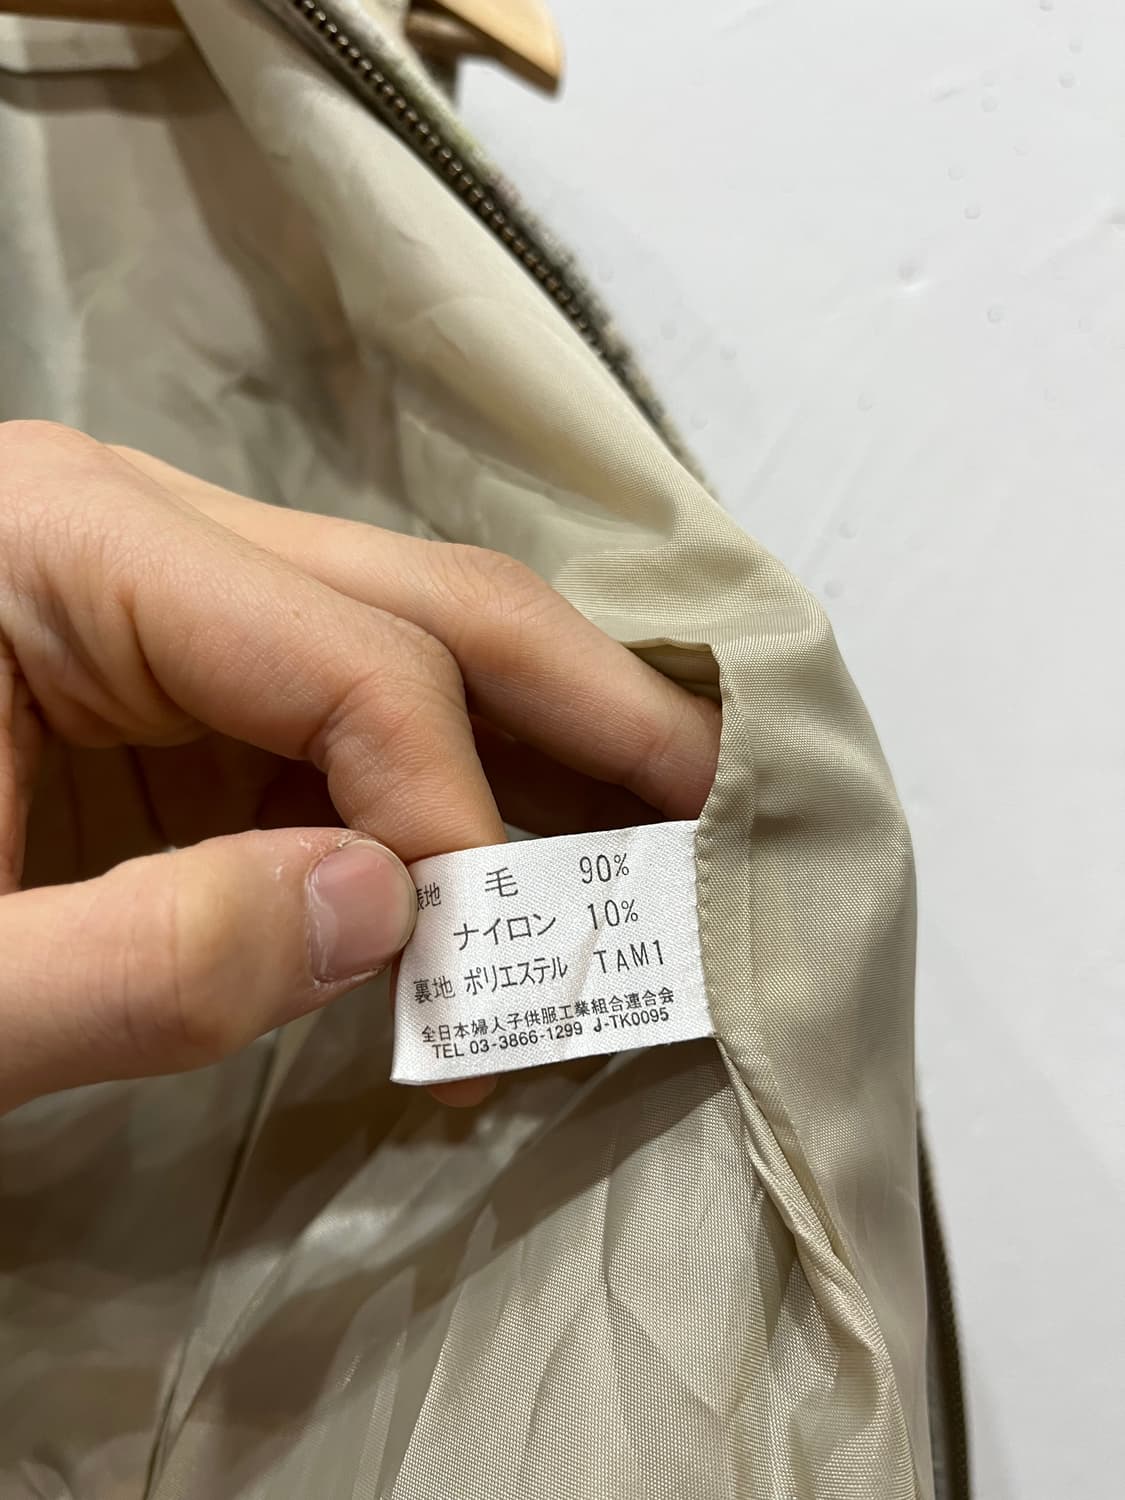 表地 毛 90%
ナイロン 10%
裏地 ポリエステル TAM1
全日本婦人子供服工業組合連合会
TEL 03-3866-1299 J-TK0095